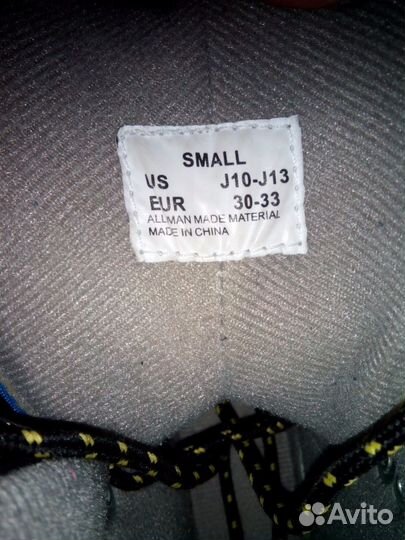 SMALL
US J10-J13
EUR 30-33
ALLMAN MADE MATERIAL
MADE IN CHINA
Avito